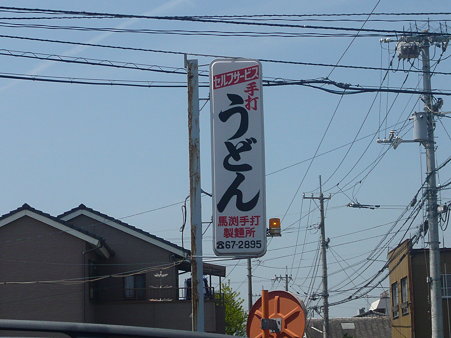 セルフサービス
手打
うどん
馬渕手打
製麺所
☎67-2895